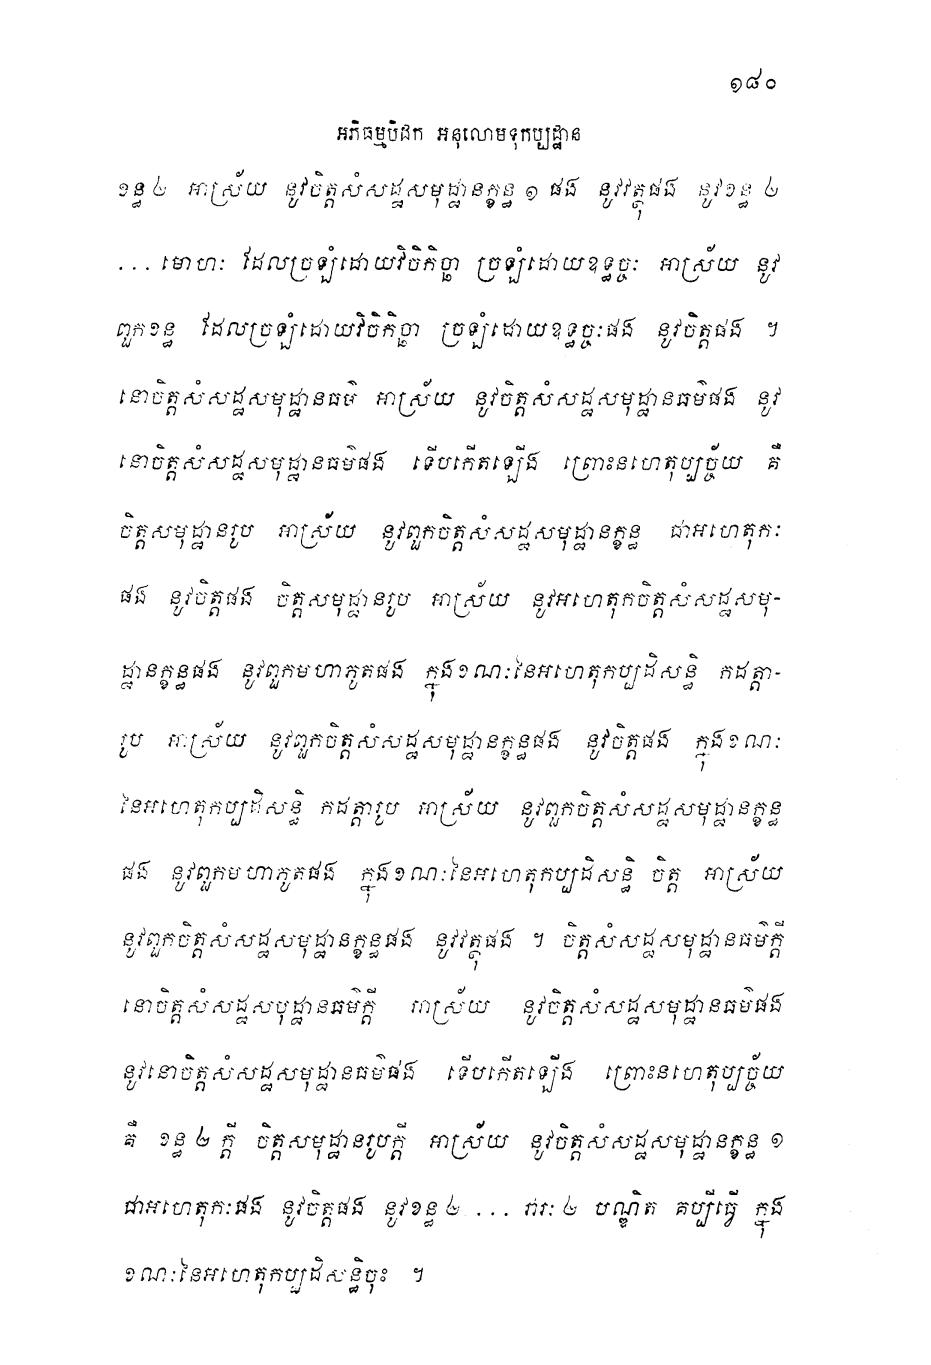 ១៨០
អភិធម្មបិដក អនុលោមទុកប្បដ្ឋាន
ខន្ធ ២ អាស្រ័យ នូវចិត្តសំសដ្ឋសមុដ្ឋានក្ខន្ធ ១ ផង នូវវត្ថុផង នូវខន្ធ ២
... មោហៈ ដែលច្រឡំដោយវិចិកិច្ឆា ច្រឡំដោយឧទ្ធច្ចៈ អាស្រ័យ នូវ
ពួកខន្ធ ដែលច្រឡំដោយវិចិកិច្ឆា ច្រឡំដោយឧទ្ធច្ចៈផង នូវចិត្តផង ។
នោចិត្តសំសដ្ឋសមុដ្ឋានធម៌ អាស្រ័យ នូវចិត្តសំសដ្ឋសមុដ្ឋានធម៌ផង នូវ
នោចិត្តសំសដ្ឋសមុដ្ឋានធម៌ផង ទើបកើតឡើង ព្រោះនហេតុប្បច្ច័យ គឺ
ចិត្តសមុដ្ឋានរូប អាស្រ័យ នូវពួកចិត្តសំសដ្ឋសមុដ្ឋានក្ខន្ធ ជាអហេតុកៈ
ផង នូវចិត្តផង ចិត្តសមុដ្ឋានរូប អាស្រ័យ នូវអហេតុកចិត្តសំសដ្ឋសមុ-
ដ្ឋានក្ខន្ធផង នូវពួកមហាភូតផង ក្នុងខណៈនៃអហេតុកប្បដិសន្ធិ កដត្តា-
រូប អាស្រ័យ នូវពួកចិត្តសំសដ្ឋសមុដ្ឋានក្ខន្ធផង នូវចិត្តផង ក្នុងខណៈ
នៃអហេតុកប្បដិសន្ធិ កដត្តារូប អាស្រ័យ នូវពួកចិត្តសំសដ្ឋសមុដ្ឋានក្ខន្ធ
ផង នូវពួកមហាភូតផង ក្នុងខណៈនៃអហេតុកប្បដិសន្ធិ ចិត្ត អាស្រ័យ
នូវពួកចិត្តសំសដ្ឋសមុដ្ឋានក្ខន្ធផង នូវវត្ថុផង ។ ចិត្តសំសដ្ឋសមុដ្ឋានធម៌ក្តី
នោចិត្តសំសដ្ឋសបុដ្ឋានធម៌ក្តី អាស្រ័យ នូវចិត្តសំសដ្ឋសមុដ្ឋានធម៌ផង
នូវនោចិត្តសំសដ្ឋសមុដ្ឋានធម៌ផង ទើបកើតឡើង ព្រោះនហេតុប្បច្ច័យ
គឺ ខន្ធ ២ ក្តី ចិត្តសមុដ្ឋានរូបក្តី អាស្រ័យ នូវចិត្តសំសដ្ឋសមុដ្ឋានក្ខន្ធ ១
ជាអហេតុកៈផង នូវចិត្តផង នូវខន្ធ ២ ... វារៈ ២ បណ្ឌិត គប្បីធ្វើ ក្នុង
ខណៈនៃអហេតុកប្បដិសន្ធិចុះ ។